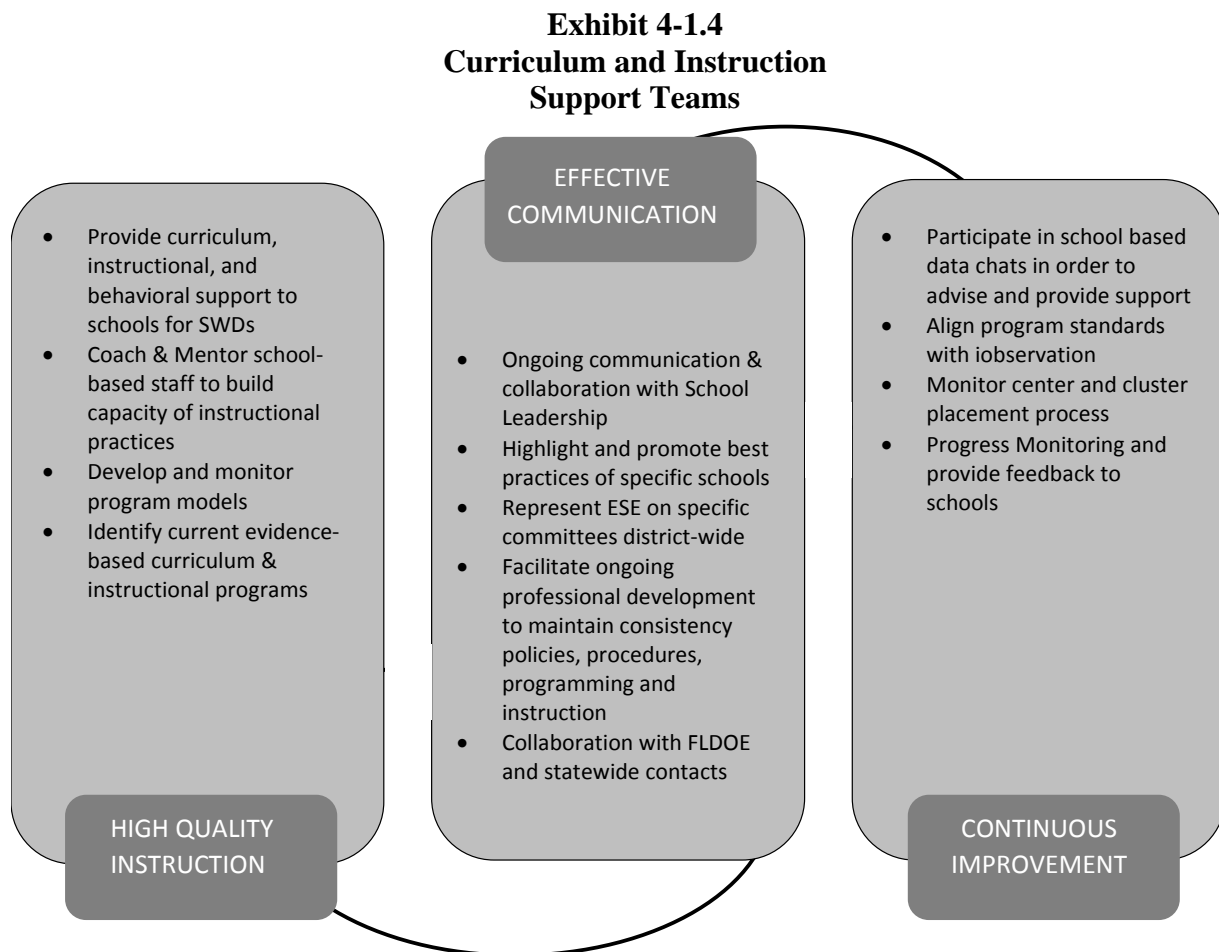 Exhibit 4-1.4
Curriculum and Instruction
Support Teams
• Provide curriculum,
instructional, and
behavioral support to
schools for SWDs
• Coach & Mentor school-
based staff to build
capacity of instructional
practices
• Develop and monitor
program models
• Identify current evidence-
based curriculum &
instructional programs
HIGH QUALITY
INSTRUCTION
EFFECTIVE
COMMUNICATION
• Ongoing communication &
collaboration with School
Leadership
• Highlight and promote best
practices of specific schools
• Represent ESE on specific
committees district-wide
• Facilitate ongoing
professional development
to maintain consistency
policies, procedures,
programming and
instruction
• Collaboration with FLDOE
and statewide contacts
• Participate in school based
data chats in order to
advise and provide support
• Align program standards
with iobservation
• Monitor center and cluster
placement process
• Progress Monitoring and
provide feedback to
schools
CONTINUOUS
IMPROVEMENT